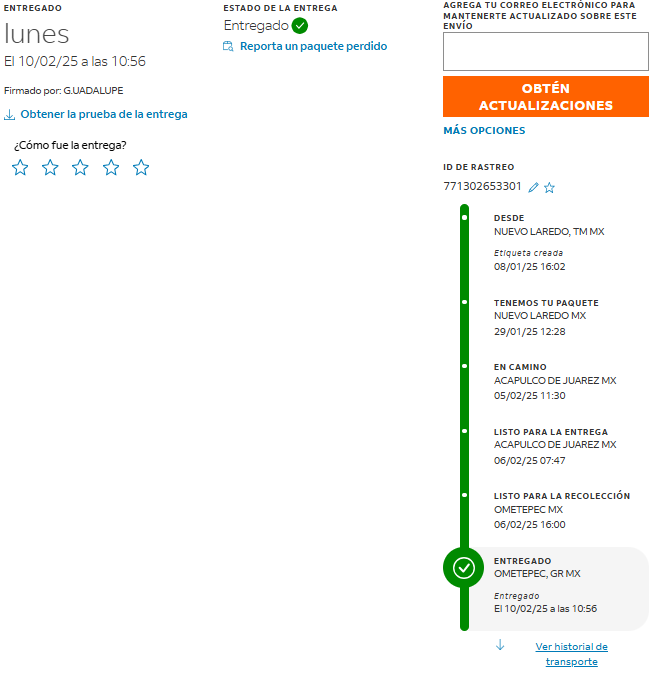 ENTREGADO
lunes
El 10/02/25 a las 10:56
Firmado por: G.UADALUPE
Obtener la prueba de la entrega
¿Cómo fue la entrega?
ESTADO DE LA ENTREGA
Entregado
Reporta un paquete perdido
AGREGA TU CORREO ELECTRÓNICO PARA
MANTENERTE ACTUALIZADO SOBRE ESTE
ENVÍO
OBTÉN
ACTUALIZACIONES
MÁS OPCIONES
ID DE RASTREO
771302653301
DESDE
NUEVO LAREDO, TM MX
Etiqueta creada
08/01/25 16:02
TENEMOS TU PAQUETE
NUEVO LAREDO MX
29/01/25 12:28
EN CAMINO
ACAPULCO DE JUAREZ MX
05/02/25 11:30
LISTO PARA LA ENTREGA
ACAPULCO DE JUAREZ MX
06/02/25 07:47
LISTO PARA LA RECOLECCIÓN
OMETEPEC MX
06/02/25 16:00
ENTREGADO
OMETEPEC, GR MX
Entregado
El 10/02/25 a las 10:56
Ver historial de
transporte